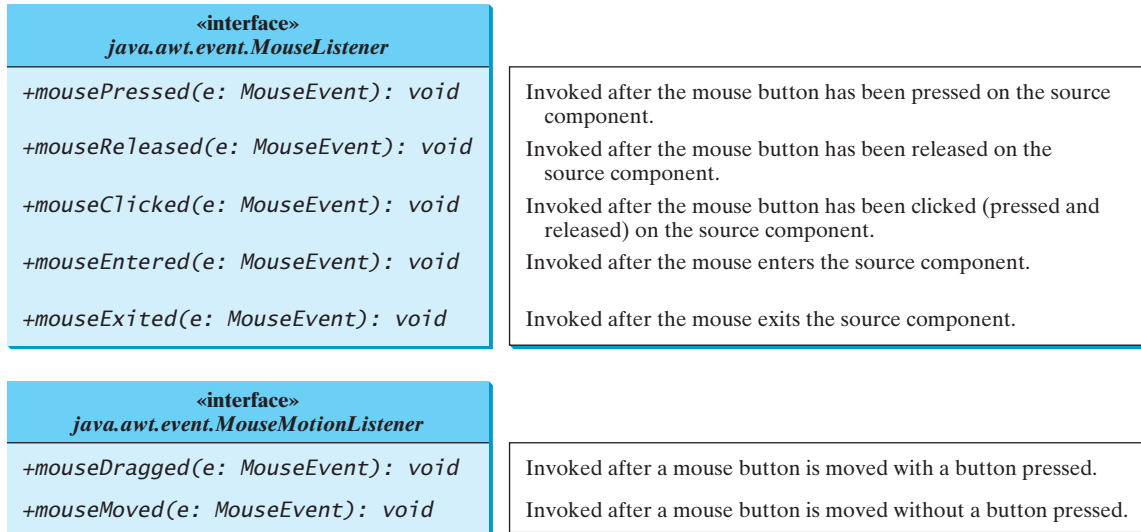 «interface»
java.awt.event.MouseListener
+mousePressed(e: MouseEvent): void
Invoked after the mouse button has been pressed on the source
component.
+mouseReleased(e: MouseEvent): void
Invoked after the mouse button has been released on the
source component.
+mouseClicked(e: MouseEvent): void
Invoked after the mouse button has been clicked (pressed and
released) on the source component.
+mouseEntered(e: MouseEvent): void
Invoked after the mouse enters the source component.
+mouseExited(e: MouseEvent): void
Invoked after the mouse exits the source component.
«interface»
java.awt.event.MouseMotionListener
+mouseDragged(e: MouseEvent): void
Invoked after a mouse button is moved with a button pressed.
+mouseMoved(e: MouseEvent): void
Invoked after a mouse button is moved without a button pressed.